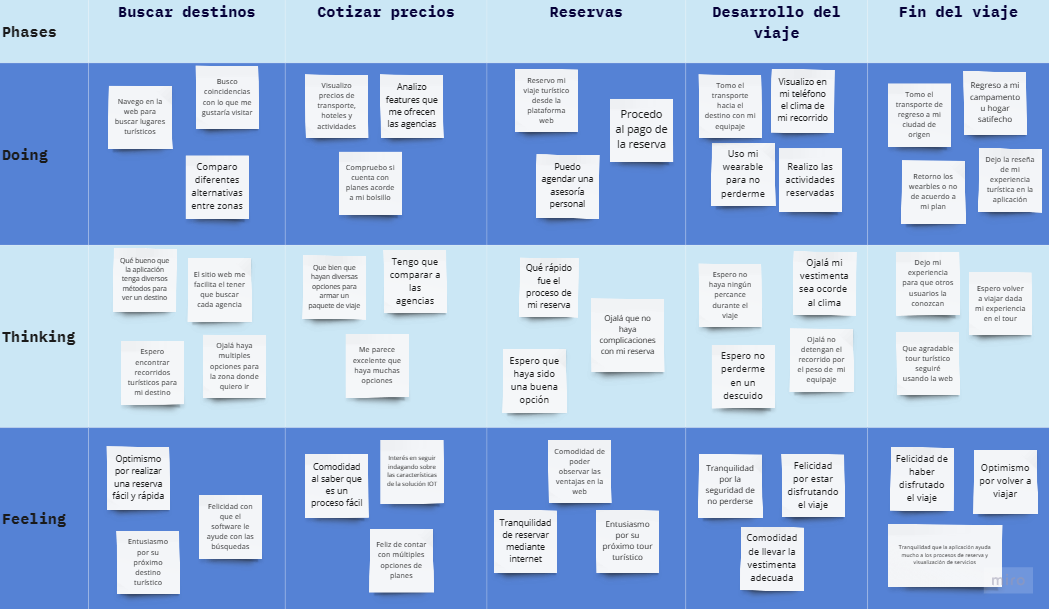 Phases
Buscar destinos
Cotizar precios
Reservas
Desarrollo del
viaje
Fin del viaje
Doing
Navego en la
web para
buscar lugares
turísticos
Busco
coincidencias
con lo que me
gustaría visitar
Comparo
diferentes
alternativas
entre zonas
Visualizo
precios de
transporte,
hoteles y
actividades
Analizo
features que
me ofrecen
las agencias
Compruebo si
cuenta con
planes acorde
a mi bolsillo
Reservo mi
viaje turístico
desde la
plataforma
web
Procedo
al pago de
la reserva
Puedo
agendar una
asesoría
personal
Tomo el
transporte
hacia el
destino con mi
equipaje
Visualizo en
mi teléfono
el clima de
mi recorrido
Uso mi
wearable
para no
perderme
Realizo las
actividades
reservadas
Tomo el
transporte de
regreso a mi
ciudad de
origen
Regreso a mi
campamento
u hogar
satifecho
Retorno los
wearbles o no
de acuerdo a
mi plan
Dejo la reseña
de mi
experiencia
turística en la
aplicación
Thinking
Qué bueno que
la aplicación
tenga diversos
métodos para
ver un destino
El sitio web me
facilita el tener
que buscar
cada agencia
Espero
encontrar
recorridos
turísticos para
mi destino
Ojalá haya
multiples
opciones para
la zona donde
quiero ir
Que bien que
hayan diversas
opciones para
armar un
paquete de viaje
Tengo que
comparar a
las
agencias
Me parece
excelente que
haya muchas
opciones
Qué rápido
fue el
proceso de
mi reserva
Ojalá que no
haya
complicaciones
con mi reserva
Espero que
haya sido
una buena
opción
Espero no
haya ningún
percance
durante el
viaje
Ojalá mi
vestimenta
sea ocorde
al clima
Espero no
perderme
en un
descuido
Ojalá no
detengan el
recorrido por
el peso de mi
equipaje
Dejo mi
experiencia
para que otros
usuarios la
conozcan
Espero volver
a viajar dada
mi experiencia
en el tour
Que agradable
tour turístico
seguiré
usando la web
Feeling
Optimismo
por realizar
una reserva
fácil y rápida
Felicidad con
que el
software le
ayude con las
búsquedas
Entusiasmo
por su
próximo
destino
turístico
Comodidad
al saber que
es un
proceso fácil
Interés en seguir
indagando sobre
las características
de la solución IOT
Feliz de contar
con múltiples
opciones de
planes
Comodidad de
poder
observar las
ventajas en la
web
Tranquilidad
de reservar
mediante
internet
Entusiasmo
por su
próximo tour
turístico
Tranquilidad
por la
seguridad de
no perderse
Felicidad
por estar
disfrutando
el viaje
Comodidad
de llevar la
vestimenta
adecuada
Felicidad de
haber
disfrutado
el viaje
Optimismo
por volver a
viajar
Tranquilidad que la aplicación ayuda
mucho a los procesos de reserva y
visualización de servicios
miro